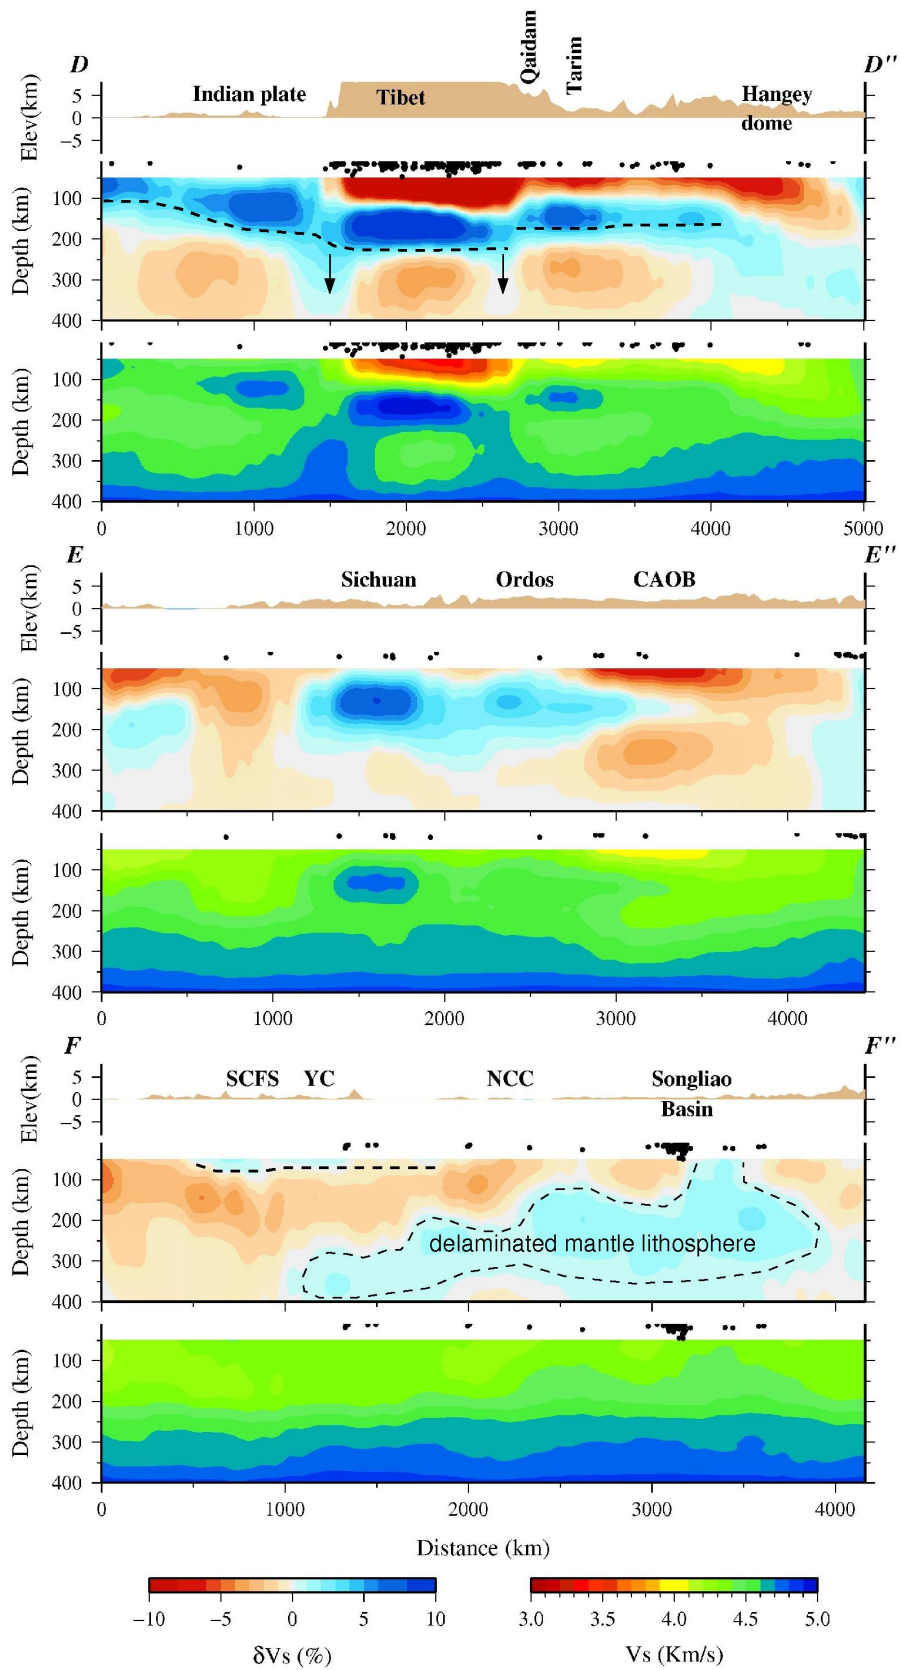 D
D"
Qaidam
Tarim
Indian plate
Tibet
Hangey
dome
Elev(km)
5
0
−5
Depth (km)
100
200
300
400
Depth (km)
100
200
300
400
0
1000
2000
3000
4000
5000
E
E"
Sichuan
Ordos
CAOB
Elev(km)
5
0
−5
Depth (km)
100
200
300
400
Depth (km)
100
200
300
400
0
1000
2000
3000
4000
F
F"
SCFS
YC
NCC
Songliao
Basin
Elev(km)
5
0
−5
Depth (km)
100
200
300
400
delaminated mantle lithosphere
Depth (km)
100
200
300
400
0
1000
2000
3000
4000
Distance (km)
−10
−5
0
5
10
3.0
3.5
4.0
4.5
5.0
δVs (%)
Vs (Km/s)